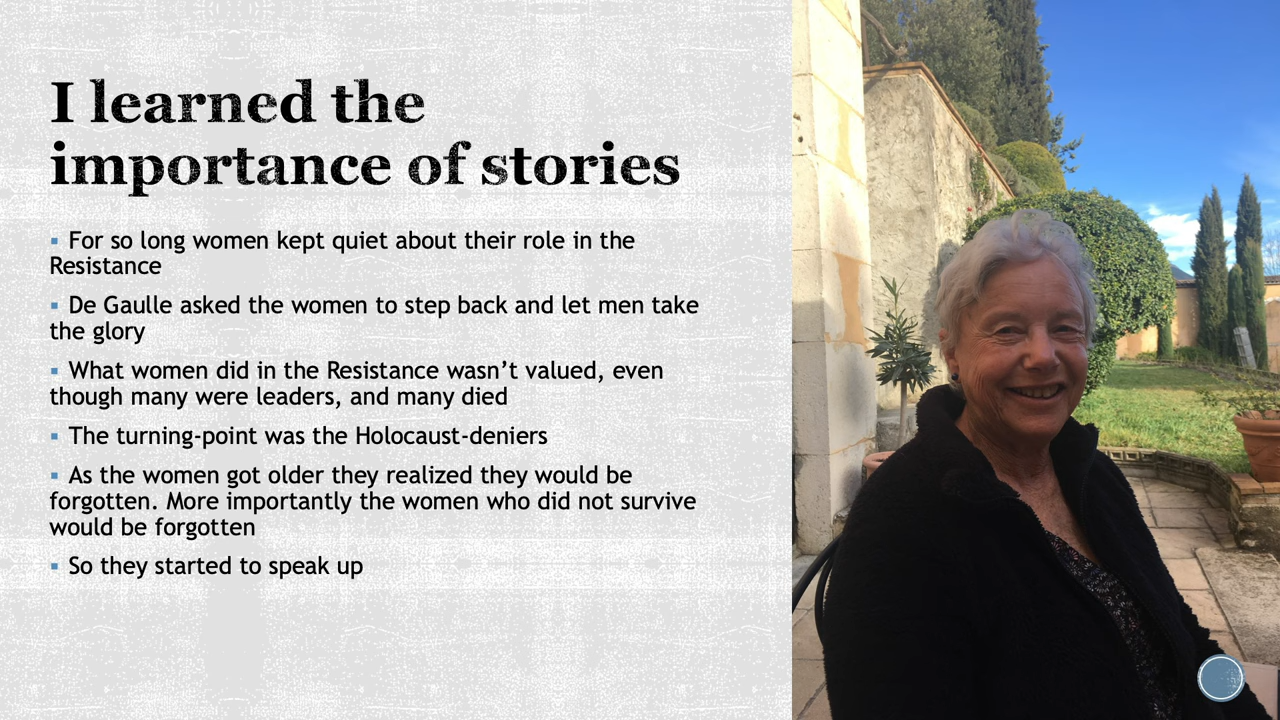 I learned the
importance of stories
▪ For so long women kept quiet about their role in the
Resistance
▪ De Gaulle asked the women to step back and let men take
the glory
▪ What women did in the Resistance wasn’t valued, even
though many were leaders, and many died
▪ The turning-point was the Holocaust-deniers
▪ As the women got older they realized they would be
forgotten. More importantly the women who did not survive
would be forgotten
▪ So they started to speak up